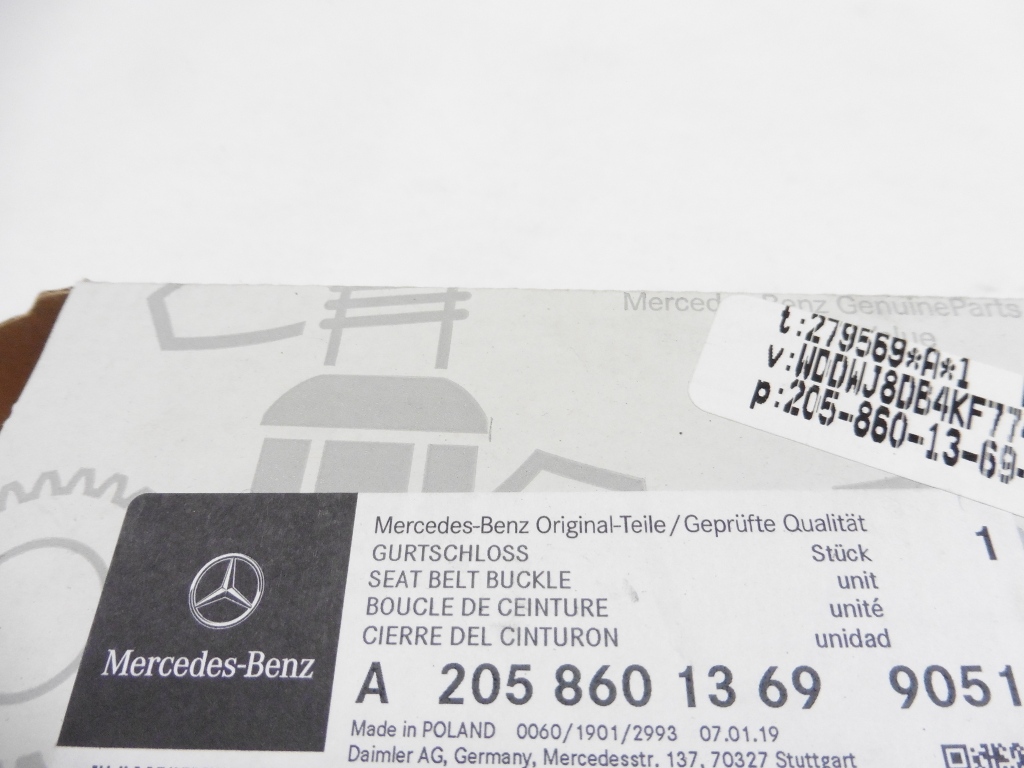 Mercedes-Benz GenuineParts
t:279569*A*1
v:WDDWJ8DB4KF77
p:205-860-13-69-
Mercedes-Benz Original-Teile/Geprüfte Qualität
GURTSCHLOSS Stück 1
SEAT BELT BUCKLE unit
BOUCLE DE CEINTURE unité
CIERRE DEL CINTURON unidad
Mercedes-Benz
A 205 860 13 69 9051
Made in POLAND 0060/1901/2993 07.01.19
Daimler AG, Germany, Mercedesstr. 137, 70327 Stuttgart